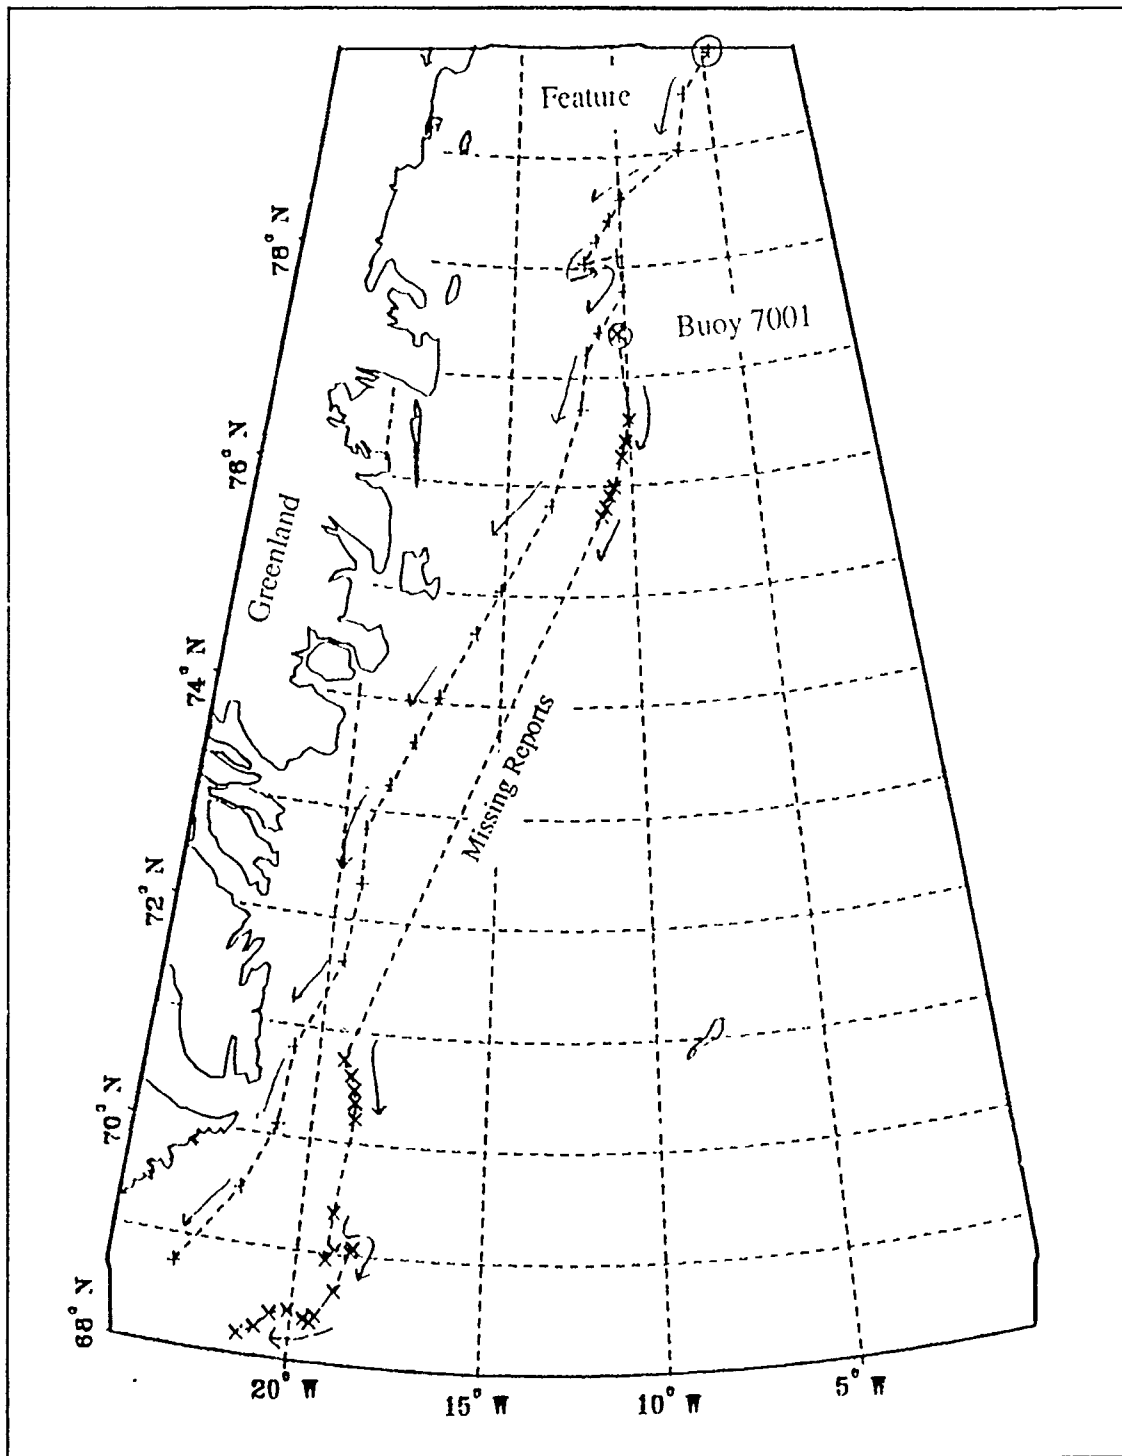 Feature
78° N
Buoy 7001
76° N
Greenland
74° N
Missing Reports
72° N
70° N
68° N
20° W
15° W
10° W
5° W